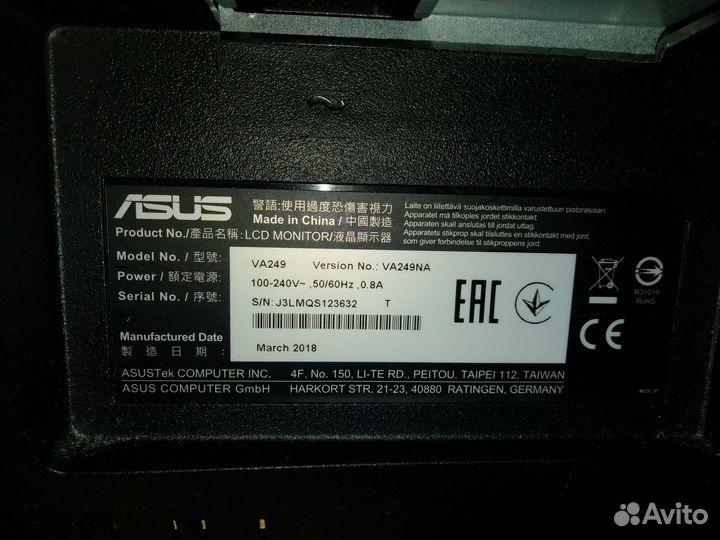 ASUS
警語:使用過度恐傷害視力
Made in China / 中國製造
Product No./產品名稱:LCD MONITOR/液晶顯示器
Laite on liitettävä suojakoskettimilla varustettuun pistorasiaan.
Apparatet må tilkoples jordet stikkontakt.
Apparaten skall anslutas till jordat uttag.
Apparatets stikprop skal tilsluttes en stikkontakt med jord,
som giver forbindelse til stikproppens jord.
Model No. / 型號: VA249 Version No.: VA249NA
Power / 額定電源: 100-240V~ ,50/60Hz ,0.8A
Serial No. / 序號: S/N: J3LMQS123632 T
Manufactured Date March 2018
製造日期:
EAC
R31018
RoHS
CE
ASUSTek COMPUTER INC. 4F, No. 150, LI-TE RD., PEITOU, TAIPEI 112, TAIWAN
ASUS COMPUTER GmbH HARKORT STR, 21-23, 40880 RATINGEN, GERMANY
Avito